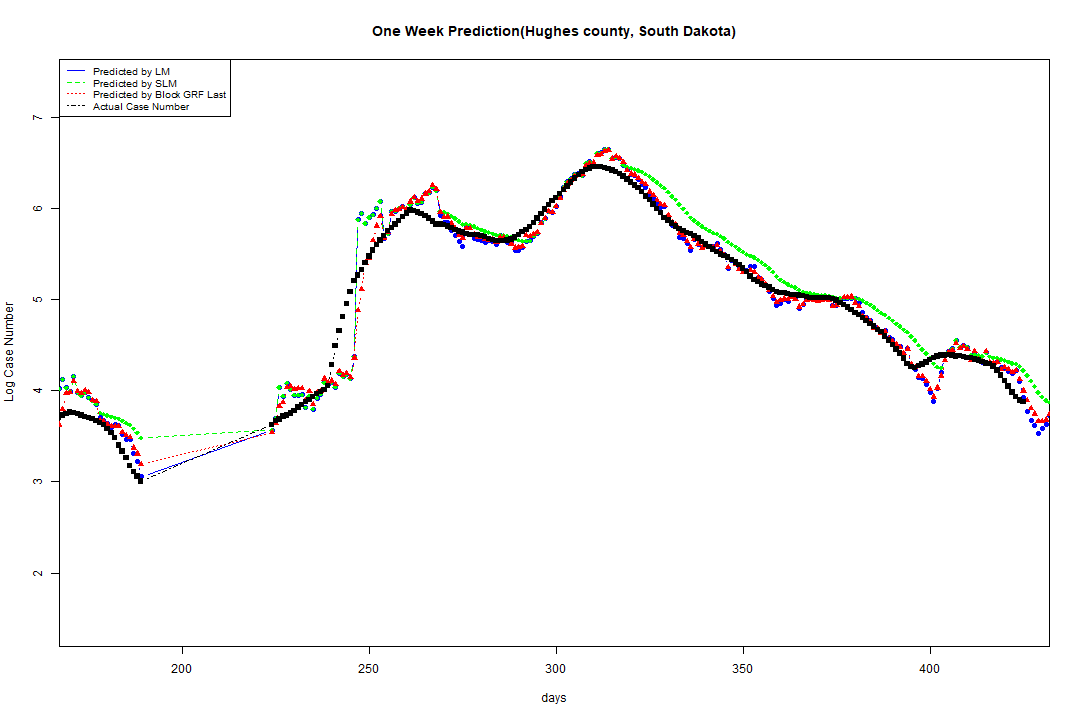 One Week Prediction(Hughes county, South Dakota)
Predicted by LM
Predicted by SLM
Predicted by Block GRF Last
Actual Case Number
Log Case Number
7
6
5
4
3
2
200 250 300 350 400
days